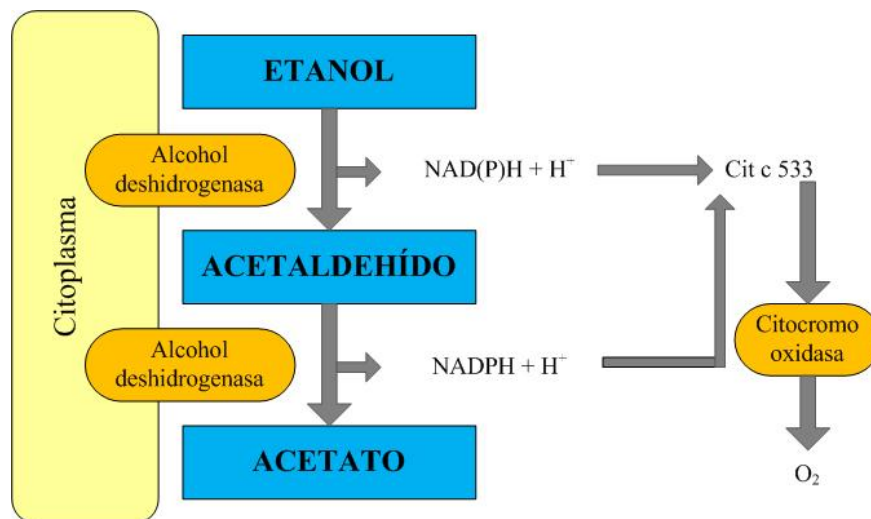 ETANOL
Alcohol
deshidrogenasa
NAD(P)H + H⁺
Cit c 533
Citoplasma
ACETALDEHÍDO
Alcohol
deshidrogenasa
NADPH + H⁺
Citocromo
oxidasa
ACETATO
O₂